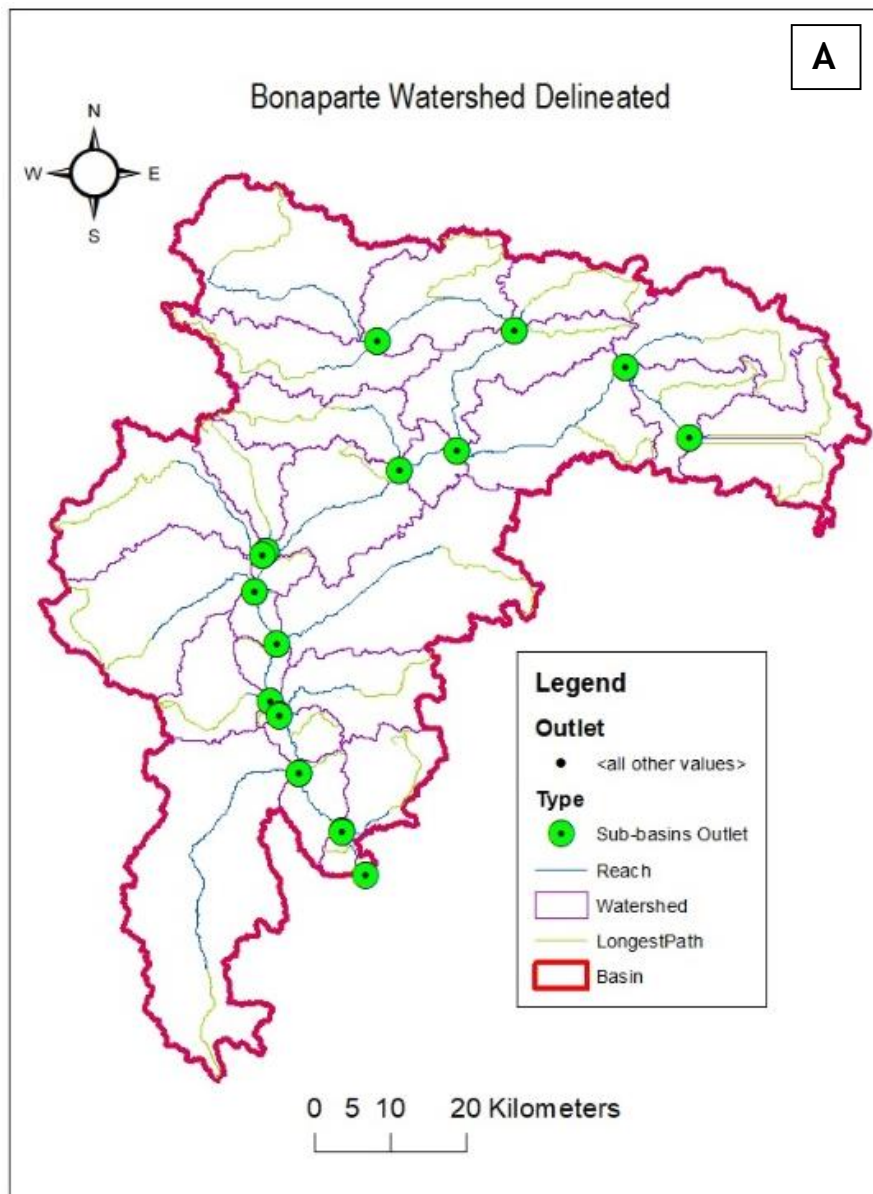 A
Bonaparte Watershed Delineated
N
W E
S
Legend
Outlet
<all other values>
Type
Sub-basins Outlet
Reach
Watershed
LongestPath
Basin
0 5 10 20 Kilometers